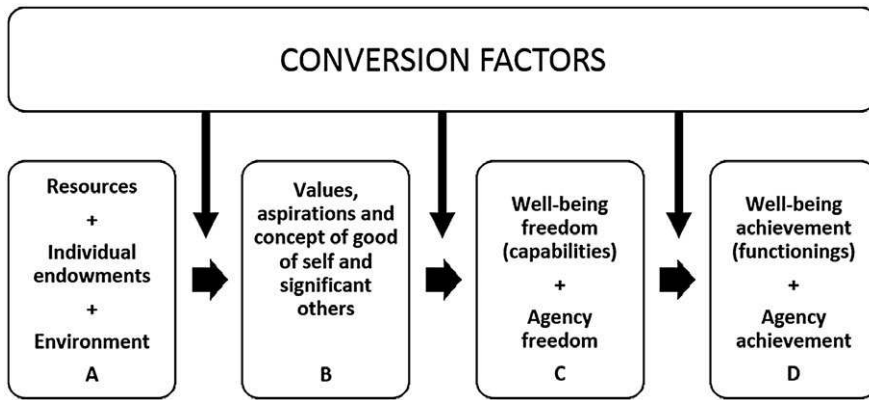 CONVERSION FACTORS
Resources
+
Individual
endowments
+
Environment
A
Values,
aspirations and
concept of good
of self and
significant
others
B
Well-being
freedom
(capabilities)
+
Agency
freedom
C
Well-being
achievement
(functionings)
+
Agency
achievement
D